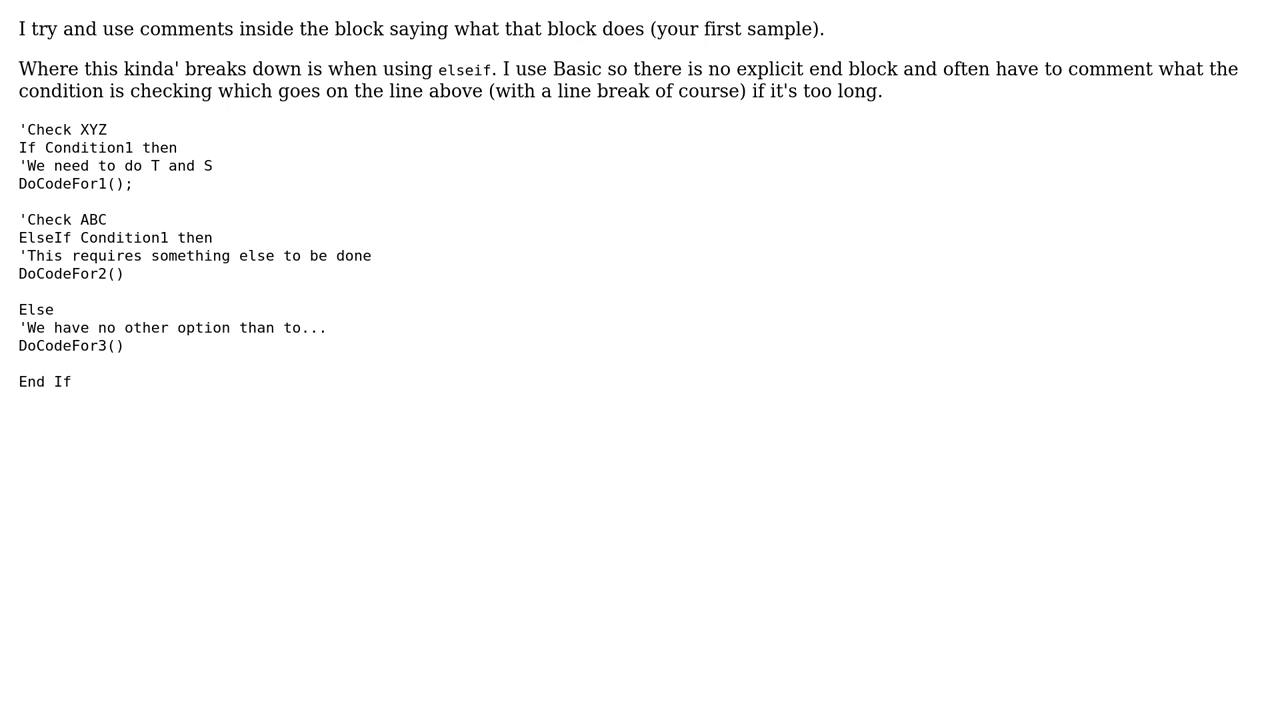 I try and use comments inside the block saying what that block does (your first sample).
Where this kinda' breaks down is when using elseif. I use Basic so there is no explicit end block and often have to comment what the
condition is checking which goes on the line above (with a line break of course) if it's too long.
'Check XYZ
If Condition1 then
'We need to do T and S
DoCodeFor1();
'Check ABC
ElseIf Condition1 then
'This requires something else to be done
DoCodeFor2()
Else
'We have no other option than to...
DoCodeFor3()
End If